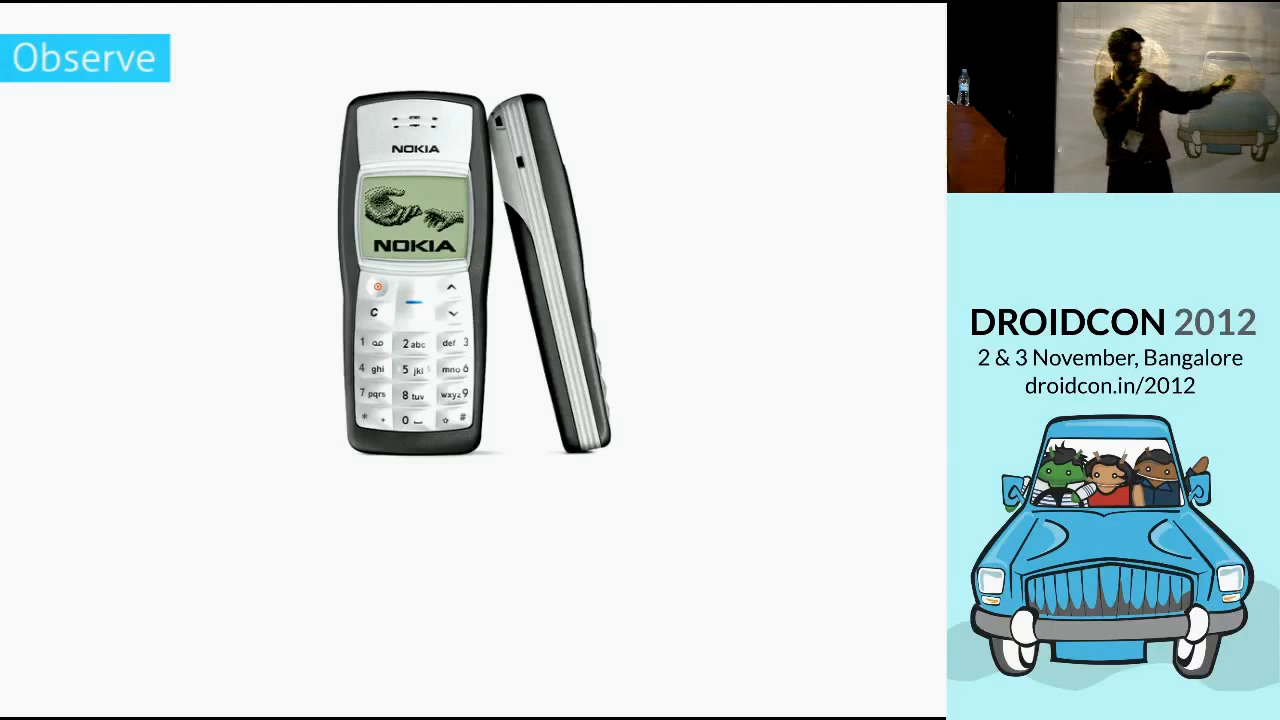 Observe
NOKIA
NOKIA
C
1 2 abc def 3
4 ghi 5 jkl mno 6
7 pqrs 8 tuv wxyz 9
* 0 #
DROIDCON 2012
2 & 3 November, Bangalore
droidcon.in/2012